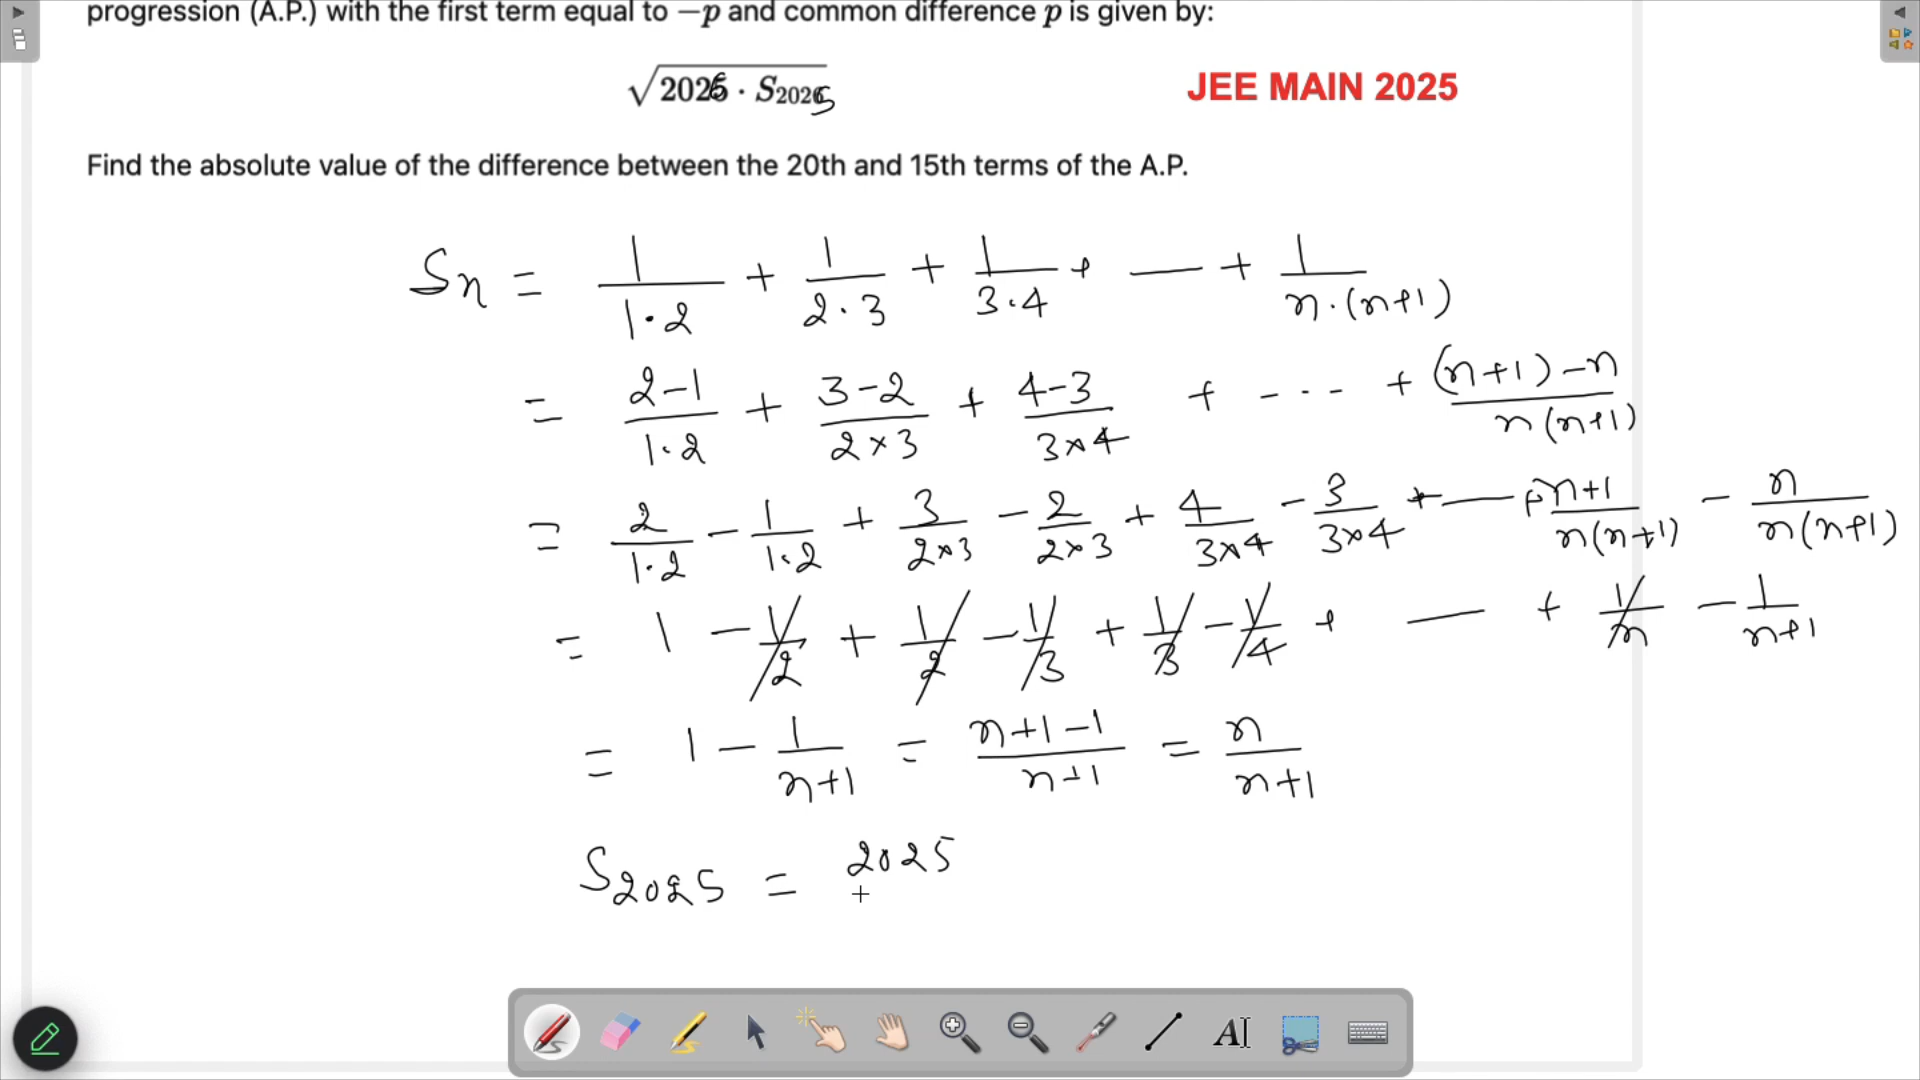 progression (A.P.) with the first term equal to −p and common difference p is given by:
√2026 · S₂₀₂₅
JEE MAIN 2025
Find the absolute value of the difference between the 20th and 15th terms of the A.P.
Sn = 1/(1·2) + 1/(2·3) + 1/(3·4) + — + 1/(n·(n+1))
= (2−1)/(1·2) + (3−2)/(2×3) + (4−3)/(3×4) + --- + ((n+1)−n)/(n(n+1))
= 2/(1·2) − 1/(1·2) + 3/(2×3) − 2/(2×3) + 4/(3×4) − 3/(3×4) + — + (n+1)/(n(n+1)) − n/(n(n+1))
= 1 − 1/2 + 1/2 − 1/3 + 1/3 − 1/4 + — + 1/n − 1/(n+1)
= 1 − 1/(n+1) = (n+1−1)/(n+1) = n/(n+1)
S₂₀₂₅ = 2025
AI